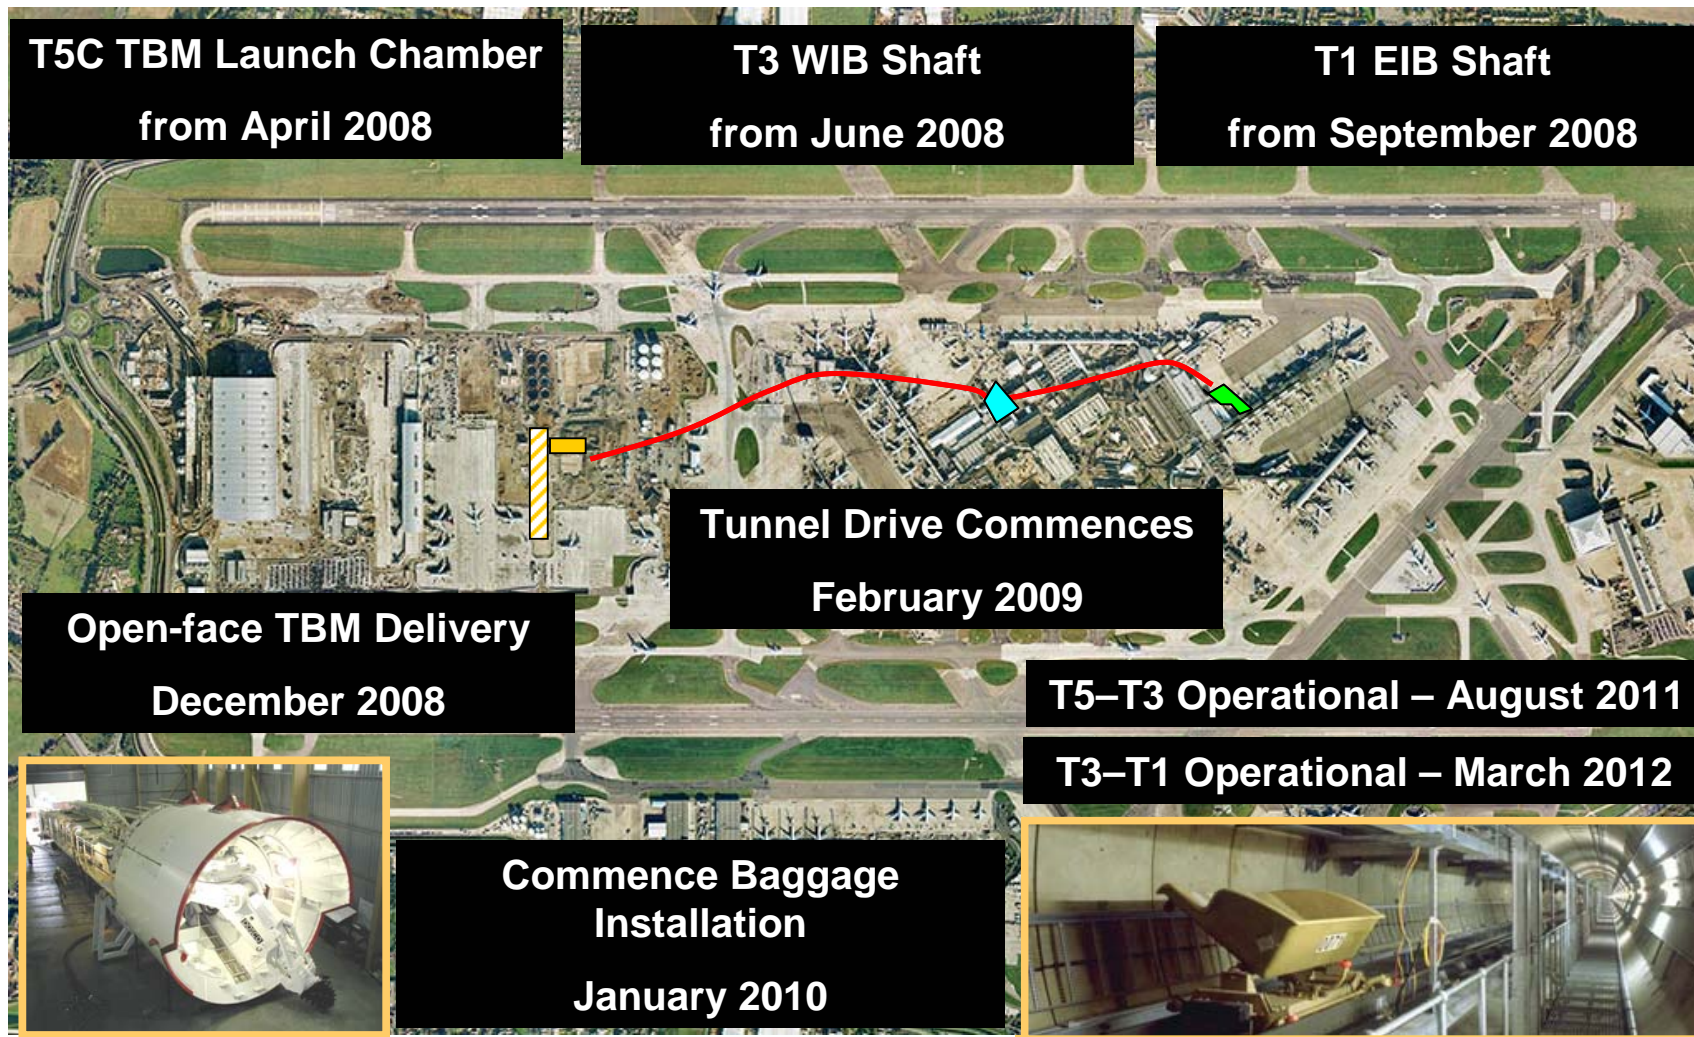 T5C TBM Launch Chamber
from April 2008
T3 WIB Shaft
from June 2008
T1 EIB Shaft
from September 2008
Tunnel Drive Commences
February 2009
Open-face TBM Delivery
December 2008
T5–T3 Operational – August 2011
T3–T1 Operational – March 2012
Commence Baggage
Installation
January 2010